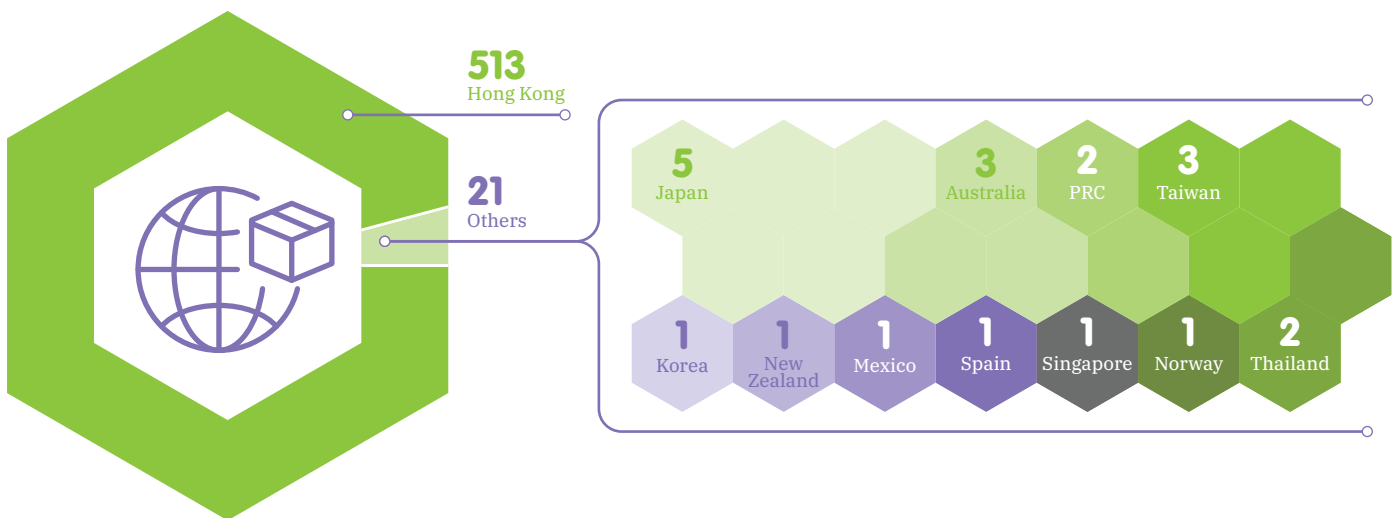 513
Hong Kong
21
Others
5
Japan
3
Australia
2
PRC
3
Taiwan
1
Korea
1
New
Zealand
1
Mexico
1
Spain
1
Singapore
1
Norway
2
Thailand